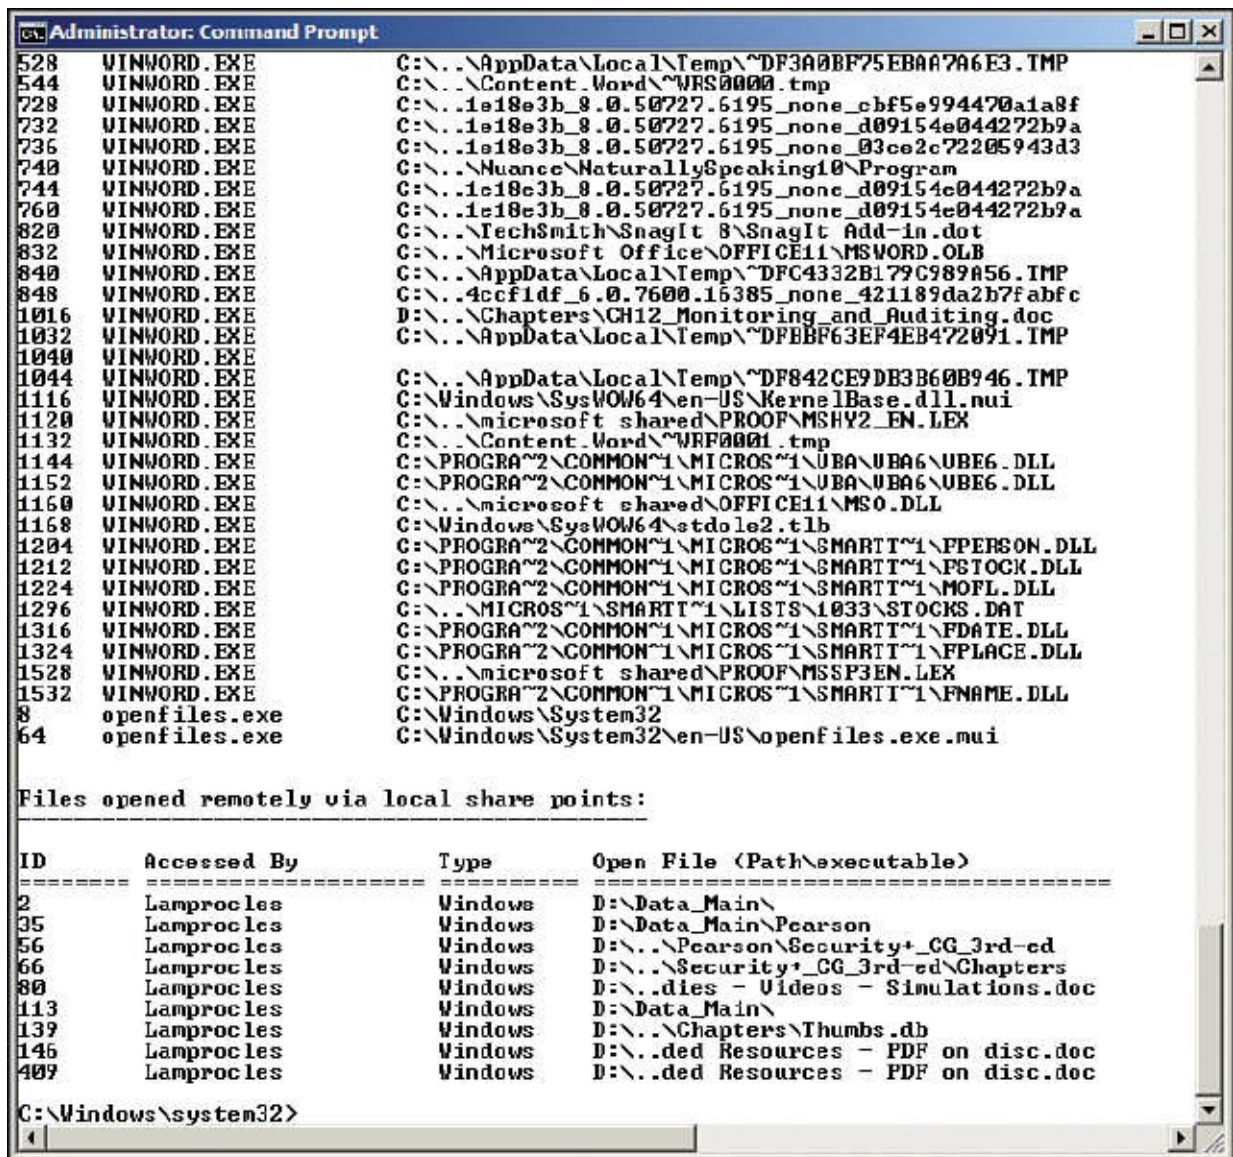 Administrator: Command Prompt
528 WINWORD.EXE C:\..\AppData\Local\Temp\~DF3A0BF75EBAA7A6E3.TMP
544 WINWORD.EXE C:\..\Content.Word\~WRS0000.tmp
728 WINWORD.EXE C:\..1e18e3b_8.0.50727.6195_none_cbf5e994470a1a8f
732 WINWORD.EXE C:\..1e18e3b_8.0.50727.6195_none_d09154e044272b9a
736 WINWORD.EXE C:\..1e18e3b_8.0.50727.6195_none_03ce2c72205943d3
740 WINWORD.EXE C:\..\Nuance\NaturallySpeaking10\Program
744 WINWORD.EXE C:\..1e18e3b_8.0.50727.6195_none_d09154e044272b9a
760 WINWORD.EXE C:\..1e18e3b_8.0.50727.6195_none_d09154e044272b9a
820 WINWORD.EXE C:\..\TechSmith\SnagIt 8\SnagIt Add-in.dot
832 WINWORD.EXE C:\..\Microsoft Office\OFFICE11\MSWORD.OLB
840 WINWORD.EXE C:\..\AppData\Local\Temp\~DFC4332B179C989A56.TMP
848 WINWORD.EXE C:\..4ccf1df_6.0.7600.16385_none_421189da2b7fabfc
1016 WINWORD.EXE D:\..\Chapters\CH12_Monitoring_and_Auditing.doc
1032 WINWORD.EXE C:\..\AppData\Local\Temp\~DFBBF63EF4EB472091.TMP
1040 WINWORD.EXE
1044 WINWORD.EXE C:\..\AppData\Local\Temp\~DF842CE9DB3B60B946.TMP
1116 WINWORD.EXE C:\Windows\SysWOW64\en-US\KernelBase.dll.mui
1120 WINWORD.EXE C:\..\microsoft shared\PROOF\MSHY2_EN.LEX
1132 WINWORD.EXE C:\..\Content.Word\~WRF0001.tmp
1144 WINWORD.EXE C:\PROGRA~2\COMMON~1\MICROS~1\VBA\VBA6\VBE6.DLL
1152 WINWORD.EXE C:\PROGRA~2\COMMON~1\MICROS~1\VBA\VBA6\VBE6.DLL
1160 WINWORD.EXE C:\..\microsoft shared\OFFICE11\MSO.DLL
1168 WINWORD.EXE C:\Windows\SysWOW64\stdole2.tlb
1204 WINWORD.EXE C:\PROGRA~2\COMMON~1\MICROS~1\SMARTT~1\FPERSON.DLL
1212 WINWORD.EXE C:\PROGRA~2\COMMON~1\MICROS~1\SMARTT~1\FSTOCK.DLL
1224 WINWORD.EXE C:\PROGRA~2\COMMON~1\MICROS~1\SMARTT~1\MOFL.DLL
1296 WINWORD.EXE C:\..\MICROS~1\SMARTT~1\LISTS\1033\STOCKS.DAT
1316 WINWORD.EXE C:\PROGRA~2\COMMON~1\MICROS~1\SMARTT~1\FDATE.DLL
1324 WINWORD.EXE C:\PROGRA~2\COMMON~1\MICROS~1\SMARTT~1\FPLACE.DLL
1528 WINWORD.EXE C:\..\microsoft shared\PROOF\MSSP3EN.LEX
1532 WINWORD.EXE C:\PROGRA~2\COMMON~1\MICROS~1\SMARTT~1\FNAME.DLL
8 openfiles.exe C:\Windows\System32
64 openfiles.exe C:\Windows\System32\en-US\openfiles.exe.mui
Files opened remotely via local share points:
---------------------------------------------
ID Accessed By Type Open File (Path\executable)
======== ==================== ========== =====================================
2 Lamprocles Windows D:\Data_Main\
35 Lamprocles Windows D:\Data_Main\Pearson
56 Lamprocles Windows D:\..\Pearson\Security+_CG_3rd-ed
66 Lamprocles Windows D:\..\Security+_CG_3rd-ed\Chapters
80 Lamprocles Windows D:\..dies - Videos - Simulations.doc
113 Lamprocles Windows D:\Data_Main\
139 Lamprocles Windows D:\..\Chapters\Thumbs.db
146 Lamprocles Windows D:\..ded Resources - PDF on disc.doc
409 Lamprocles Windows D:\..ded Resources - PDF on disc.doc
C:\Windows\system32>